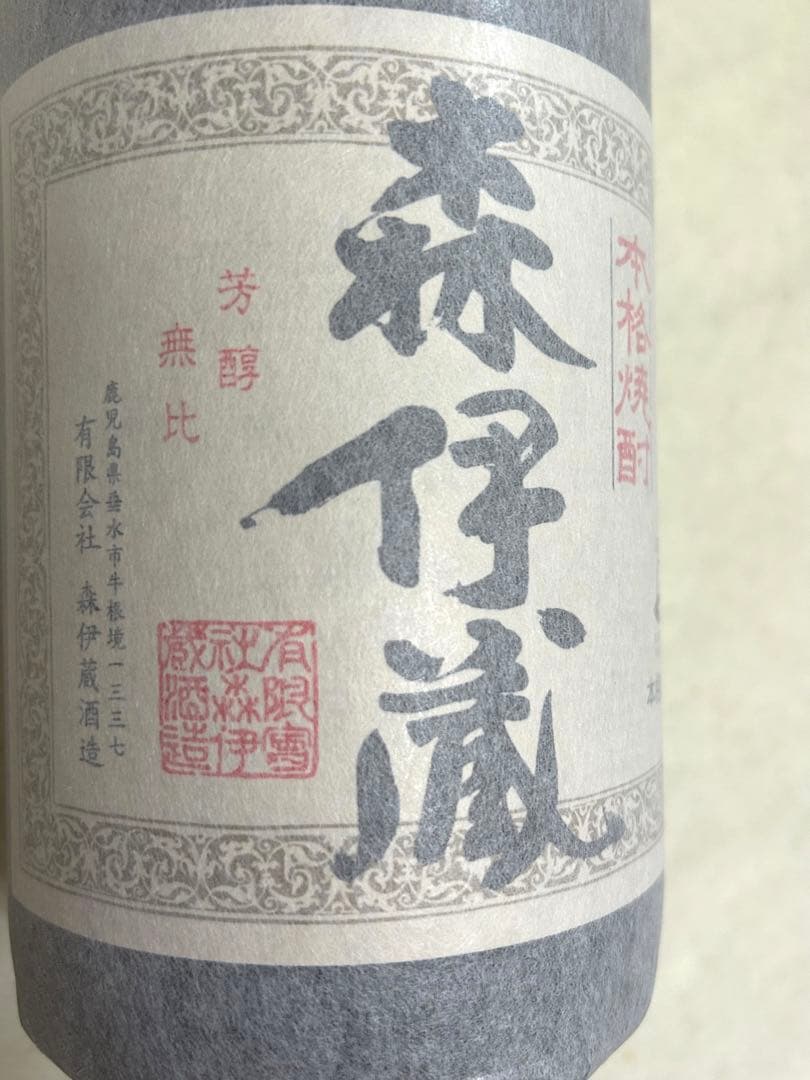 本格焼酎
森伊蔵
芳醇
無比
鹿児島県垂水市牛根境一三三七
有限会社 森伊蔵酒造
有限会
社森伊
蔵酒造